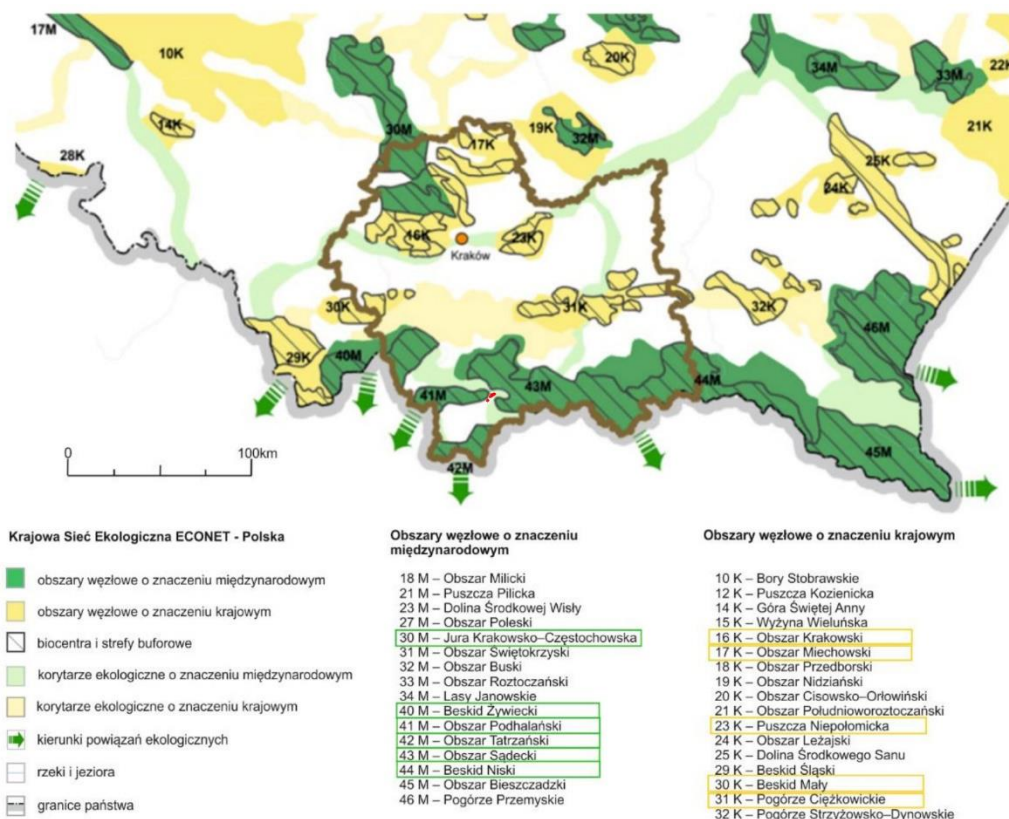 17M
10K
20K
34M
33M
22K
14K
30M
17K
19K
32M
21K
28K
25K
24K
16K
23K
Kraków
30K
31K
32K
46M
29K
40M
41M
43M
44M
42M
45M
0 100km
Krajowa Sieć Ekologiczna ECONET - Polska
obszary węzłowe o znaczeniu międzynarodowym
obszary węzłowe o znaczeniu krajowym
biocentra i strefy buforowe
korytarze ekologiczne o znaczeniu międzynarodowym
korytarze ekologiczne o znaczeniu krajowym
kierunki powiązań ekologicznych
rzeki i jeziora
granice państwa
Obszary węzłowe o znaczeniu
międzynarodowym
18 M – Obszar Milicki
21 M – Puszcza Pilicka
23 M – Dolina Środkowej Wisły
27 M – Obszar Poleski
30 M – Jura Krakowsko–Częstochowska
31 M – Obszar Świętokrzyski
32 M – Obszar Buski
33 M – Obszar Roztoczański
34 M – Lasy Janowskie
40 M – Beskid Żywiecki
41 M – Obszar Podhalański
42 M – Obszar Tatrzański
43 M – Obszar Sądecki
44 M – Beskid Niski
45 M – Obszar Bieszczadzki
46 M – Pogórze Przemyskie
Obszary węzłowe o znaczeniu krajowym
10 K – Bory Stobrawskie
12 K – Puszcza Kozienicka
14 K – Góra Świętej Anny
15 K – Wyżyna Wieluńska
16 K – Obszar Krakowski
17 K – Obszar Miechowski
18 K – Obszar Przedborski
19 K – Obszar Nidziański
20 K – Obszar Cisowsko–Orłowiński
21 K – Obszar Południoworoztoczański
23 K – Puszcza Niepołomicka
24 K – Obszar Leżajski
25 K – Dolina Środkowego Sanu
29 K – Beskid Śląski
30 K – Beskid Mały
31 K – Pogórze Ciężkowickie
32 K – Pogórze Strzyżowsko–Dynowskie